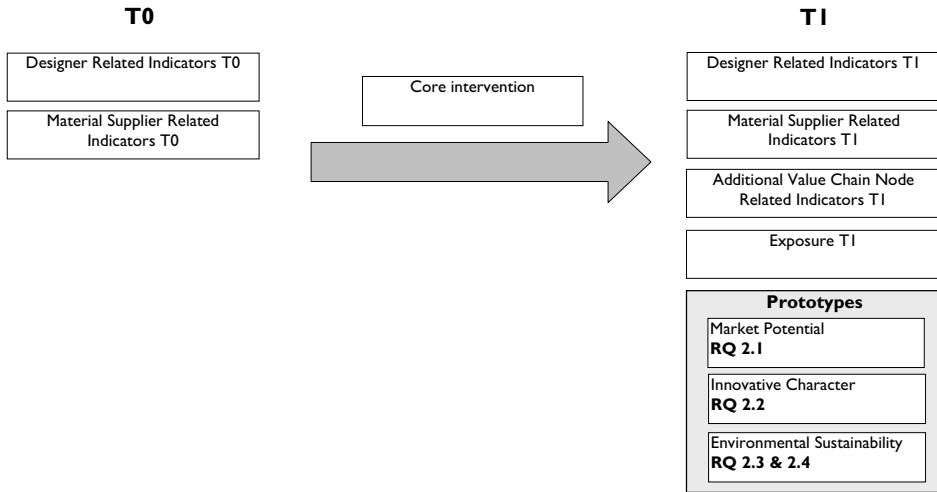 T0
Designer Related Indicators T0
Material Supplier Related
Indicators T0
Core intervention
T1
Designer Related Indicators T1
Material Supplier Related
Indicators T1
Additional Value Chain Node
Related Indicators T1
Exposure T1
Prototypes
Market Potential
RQ 2.1
Innovative Character
RQ 2.2
Environmental Sustainability
RQ 2.3 & 2.4